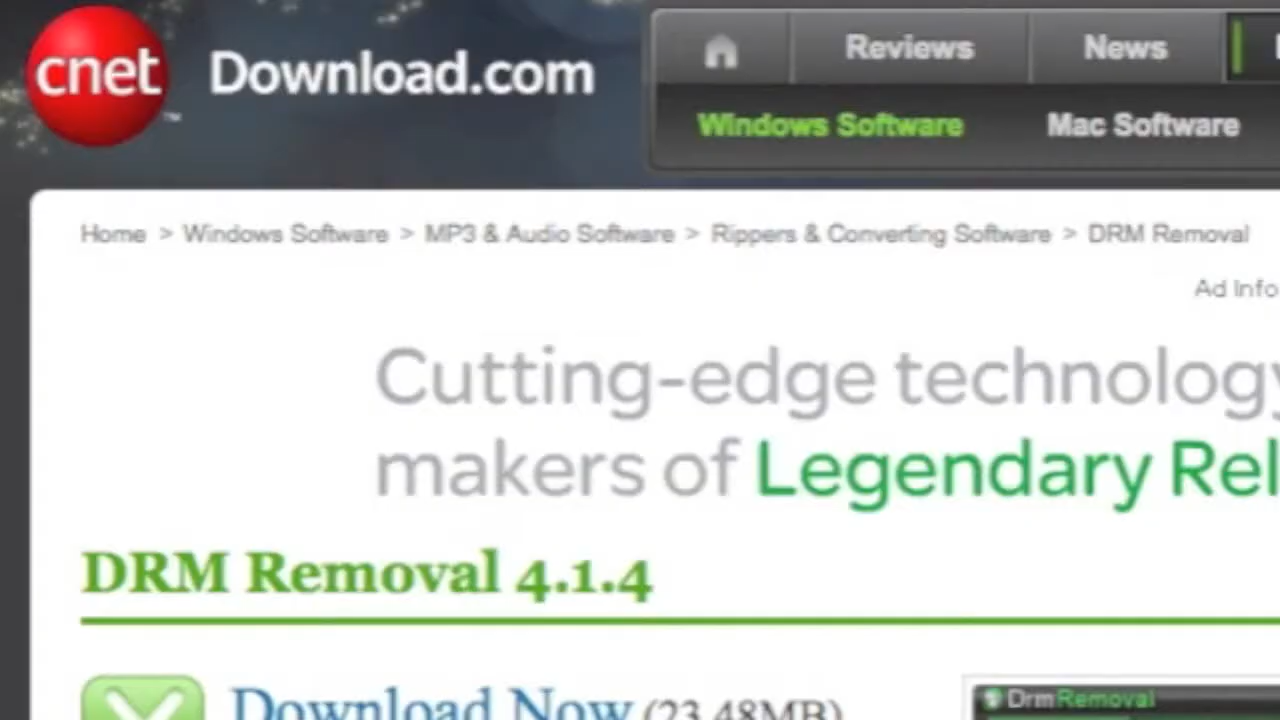 cnet Download.com
Reviews News
Windows Software Mac Software
Home > Windows Software > MP3 & Audio Software > Rippers & Converting Software > DRM Removal
Ad Info
Cutting-edge technology
makers of Legendary Rel
DRM Removal 4.1.4
Download Now (23.48MB)
DrmRemoval